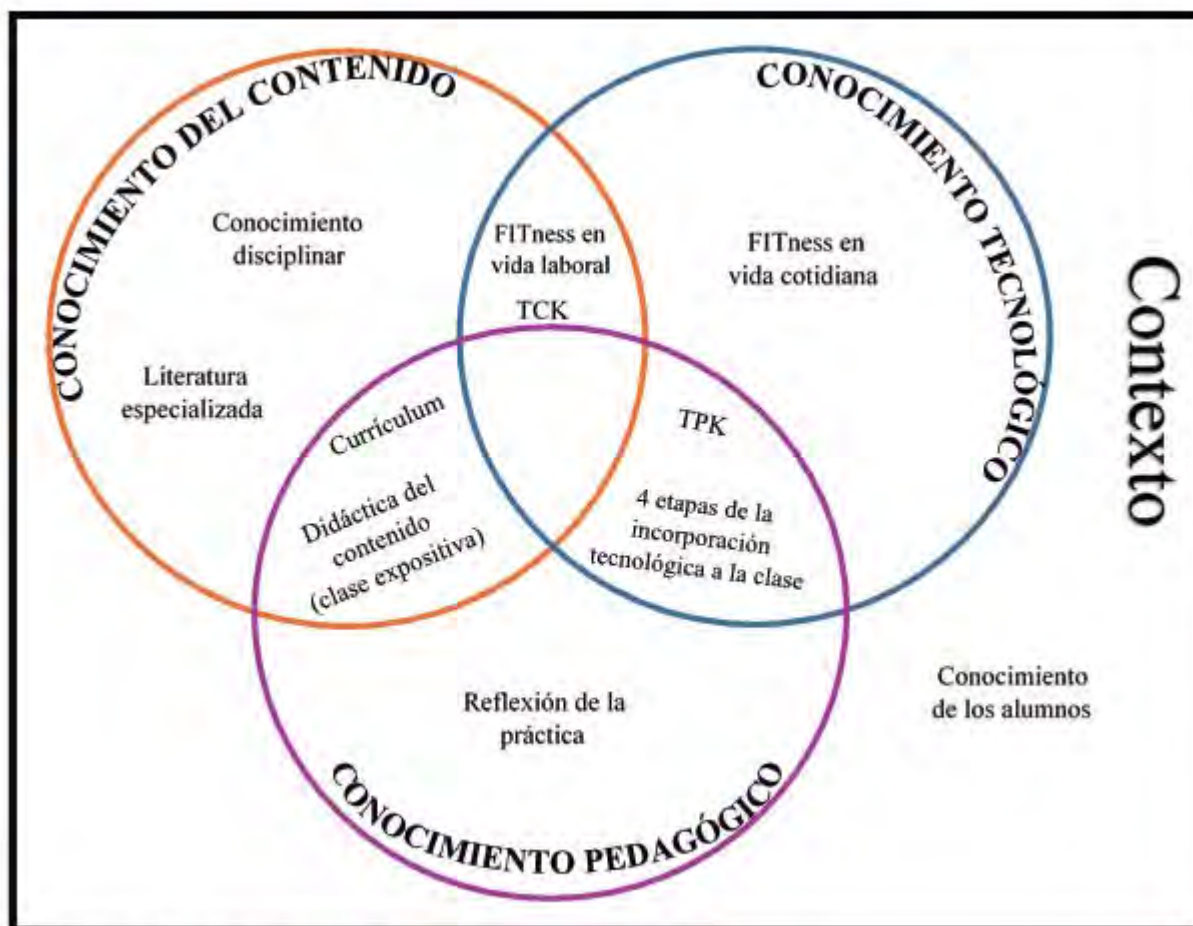 CONOCIMIENTO DEL CONTENIDO
CONOCIMIENTO TECNOLÓGICO
Conocimiento
disciplinar
FITness en
vida laboral
TCK
FITness en
vida cotidiana
Contexto
Literatura
especializada
Currículum
Didáctica del
contenido
(clase expositiva)
TPK
4 etapas de la
incorporación
tecnológica a la clase
Reflexión de la
práctica
Conocimiento
de los alumnos
CONOCIMIENTO PEDAGÓGICO